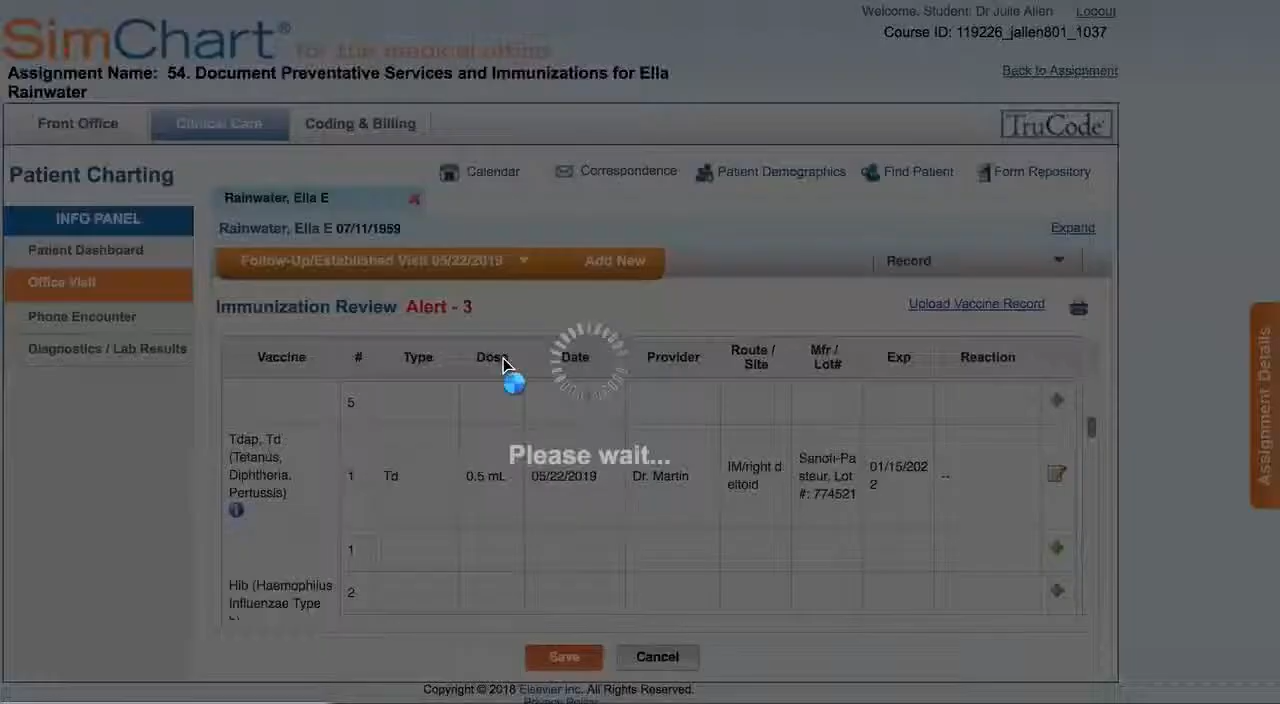 SimChart® for the medical office
Welcome, Student: Dr Julie Allen Logout
Course ID: 119226_jallen801_1037
Assignment Name: 54. Document Preventative Services and Immunizations for Ella
Rainwater
Back to Assignment
Front Office Clinical Care Coding & Billing TruCode®
Patient Charting
Calendar Correspondence Patient Demographics Find Patient Form Repository
INFO PANEL
Patient Dashboard
Office Visit
Phone Encounter
Diagnostics / Lab Results
Rainwater, Ella E x
Rainwater, Ella E 07/11/1959 Expand
Follow-Up/Established Visit 05/22/2019 Add New Record
Immunization Review Alert - 3 Upload Vaccine Record
Vaccine # Type Dose Date Provider Route / Site Mfr / Lot# Exp Reaction
5
Tdap, Td
(Tetanus,
Diphtheria,
Pertussis)
1 Td 0.5 mL 05/22/2019 Dr. Martin
IM/right d
eltoid
Sanofi-Pa
steur, Lot
#: 774521
01/15/202
2
--
1
Hib (Haemophilus
Influenzae Type
b)
2
Please wait...
Save Cancel
Copyright © 2018 Elsevier Inc. All Rights Reserved.
Privacy Policy
Assignment Details